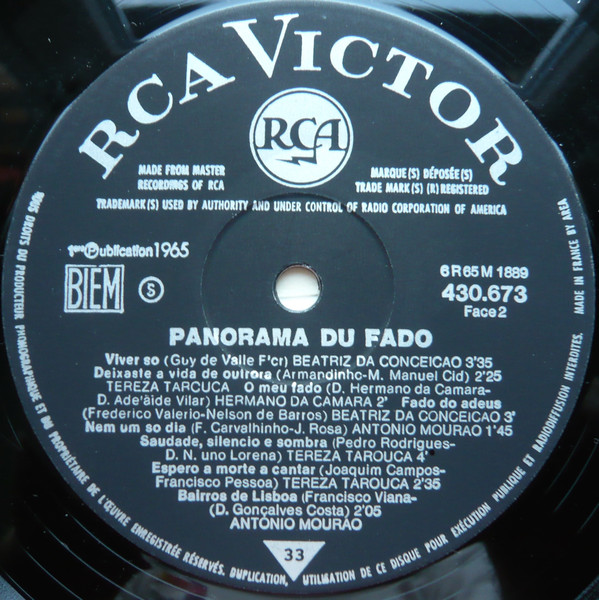 RCA VICTOR
RCA
MADE FROM MASTER
RECORDINGS OF RCA
MARQUE(S) DÉPOSÉE(S)
TRADE MARK(S) (R) REGISTERED
TRADEMARK(S) USED BY AUTHORITY AND UNDER CONTROL OF RADIO CORPORATION OF AMERICA
1ère Ⓟublication 1965
BIEM
S
6 R 65 M 1889
430.673
Face 2
PANORAMA DU FADO
Viver so (Guy de Valle F'cr) BEATRIZ DA CONCEICAO 3'35
Deixaste a vida de outrora (Armandinho-M. Manuel Cid) 2'25
TEREZA TARCUCA O meu fado (D. Hermano da Camara-
D. Ade'äide Vilar) HERMANO DA CAMARA 2' Fado do adeus
(Frederico Valerio-Nelson de Barros) BEATRIZ DA CONCEICAO 3'
Nem um so dia (F. Carvalhinho-J. Rosa) ANTONIO MOURAO 1'45
Saudade, silencio e sombra (Pedro Rodrigues-
D. N. uno Lorena) TEREZA TAROUCA 4'
Espero a morte a cantar (Joaquim Campos-
Francisco Pessoa) TEREZA TAROUCA 2'35
Bairros de Lisboa (Francisco Viana-
(D. Gonçalves Costa) 2'05
ANTONIO MOURAO
33
TOUS DROITS DU PRODUCTEUR PHONOGRAPHIQUE ET DU PROPRIÉTAIRE DE L'ŒUVRE ENREGISTRÉE RÉSERVÉS. DUPLICATION, UTILISATION DE CE DISQUE POUR EXÉCUTION PUBLIQUE ET RADIODIFFUSION INTERDITES.
MADE IN FRANCE BY AREA